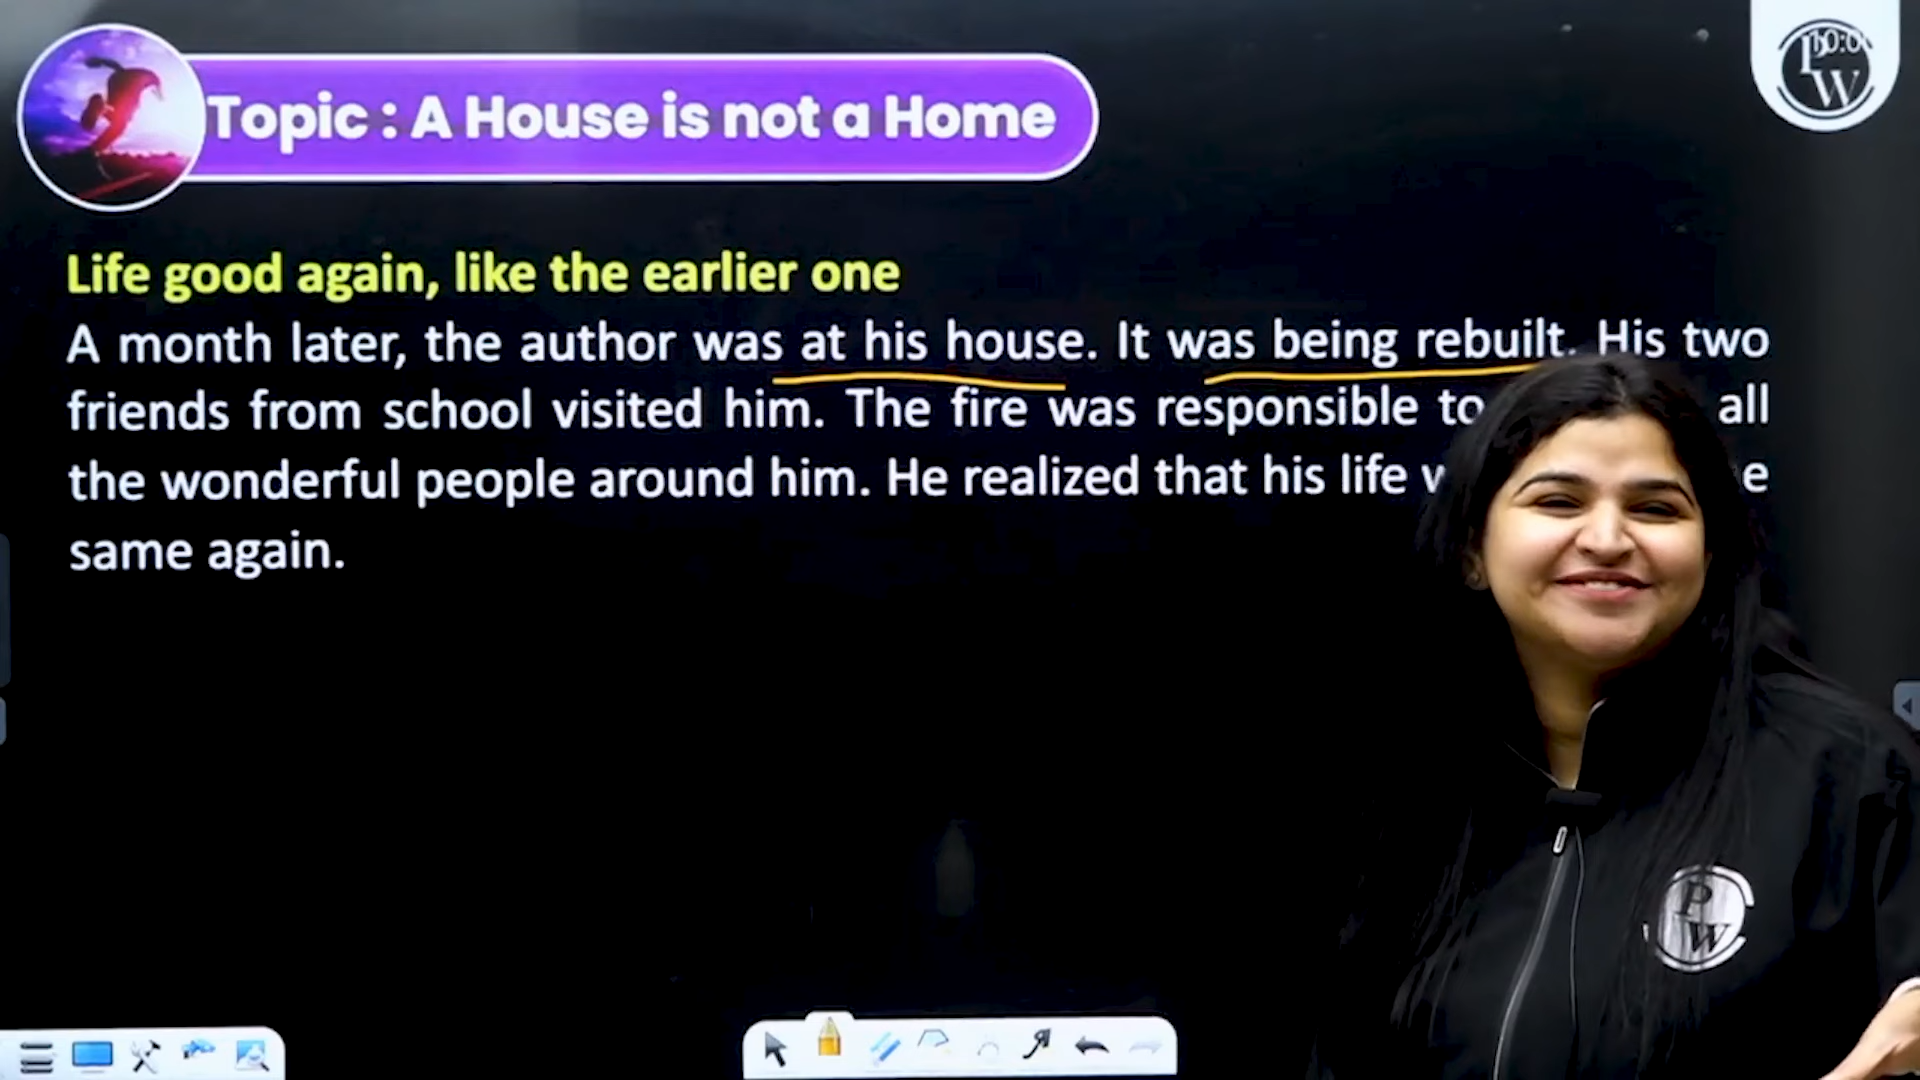 Topic : A House is not a Home
Life good again, like the earlier one
A month later, the author was at his house. It was being rebuilt. His two
friends from school visited him. The fire was responsible to all
the wonderful people around him. He realized that his life
same again.
PW
PW